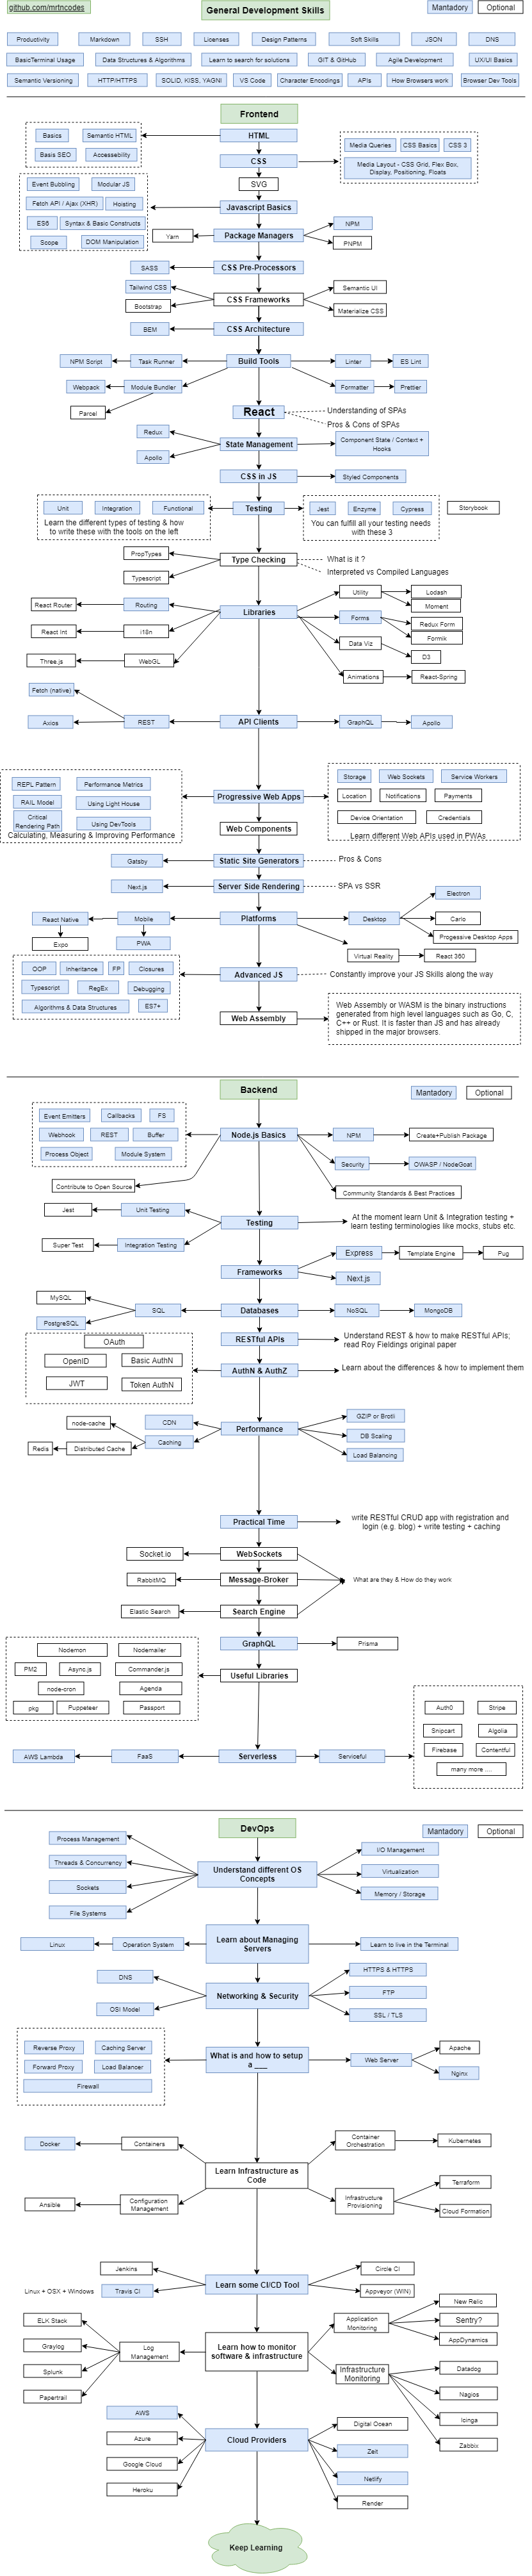 github.com/mrtncodes
General Development Skills
Mantadory
Optional
Productivity
Markdown
SSH
Licenses
Design Patterns
Soft Skills
JSON
DNS
BasicTerminal Usage
Data Structures & Algorithms
Learn to search for solutions
GIT & GitHub
Agile Development
UX/UI Basics
Semantic Versioning
HTTP/HTTPS
SOLID, KISS, YAGNI
VS Code
Character Encodings
APIs
How Browsers work
Browser Dev Tools
Frontend
Basics
Semantic HTML
Basis SEO
Accessebility
HTML
CSS
Media Queries
CSS Basics
CSS 3
Media Layout - CSS Grid, Flex Box,
Display, Positioning, Floats
SVG
Event Bubbling
Modular JS
Fetch API / Ajax (XHR)
Hoisting
ES6
Syntax & Basic Constructs
Scope
DOM Manipulation
Javascript Basics
Yarn
Package Managers
NPM
PNPM
SASS
CSS Pre-Processors
Tailwind CSS
Bootstrap
CSS Frameworks
Semantic UI
Materialize CSS
BEM
CSS Architecture
NPM Script
Task Runner
Build Tools
Linter
ES Lint
Webpack
Module Bundler
Formatter
Prettier
Parcel
React
Understanding of SPAs
Pros & Cons of SPAs
Redux
Apollo
State Management
Component State / Context +
Hooks
CSS in JS
Styled Components
Unit
Integration
Functional
Learn the different types of testing & how
to write these with the tools on the left
Testing
Jest
Enzyme
Cypress
You can fulfill all your testing needs
with these 3
Storybook
PropTypes
Typescript
Type Checking
What is it ?
Interpreted vs Compiled Languages
React Router
Routing
React Int
i18n
Three.js
WebGL
Libraries
Utility
Lodash
Moment
Forms
Redux Form
Formik
Data Viz
D3
Animations
React-Spring
Fetch (native)
Axios
REST
API Clients
GraphQL
Apollo
REPL Pattern
Performance Metrics
RAIL Model
Using Light House
Critical
Rendering Path
Using DevTools
Calculating, Measuring & Improving Performance
Progressive Web Apps
Storage
Web Sockets
Service Workers
Location
Notifications
Payments
Device Orientation
Credentials
Learn different Web APIs used in PWAs
Web Components
Gatsby
Static Site Generators
Pros & Cons
Next.js
Server Side Rendering
SPA vs SSR
React Native
Mobile
Platforms
Desktop
Electron
Carlo
Progessive Desktop Apps
Expo
PWA
Virtual Reality
React 360
OOP
Inheritance
FP
Closures
Typescript
RegEx
Debugging
Algorithms & Data Structures
ES7+
Advanced JS
Constantly improve your JS Skills along the way
Web Assembly
Web Assembly or WASM is the binary instructions
generated from high level languages such as Go, C,
C++ or Rust. It is faster than JS and has already
shipped in the major browsers.
Backend
Mantadory
Optional
Event Emitters
Callbacks
FS
Webhook
REST
Buffer
Process Object
Module System
Node.js Basics
NPM
Create+Publish Package
Security
OWASP / NodeGoat
Contribute to Open Source
Community Standards & Best Practices
Jest
Unit Testing
Super Test
Integration Testing
Testing
At the moment learn Unit & Integration testing +
learn testing terminologies like mocks, stubs etc.
Frameworks
Express
Template Engine
Pug
Next.js
MySQL
PostgreSQL
SQL
Databases
NoSQL
MongoDB
RESTful APIs
Understand REST & how to make RESTful APIs;
read Roy Fieldings original paper
OAuth
OpenID
Basic AuthN
JWT
Token AuthN
AuthN & AuthZ
Learn about the differences & how to implement them
node-cache
CDN
Redis
Distributed Cache
Caching
Performance
GZIP or Brotli
DB Scaling
Load Balancing
Practical Time
write RESTful CRUD app with registration and
login (e.g. blog) + write testing + caching
Socket.io
WebSockets
RabbitMQ
Message-Broker
What are they & How do they work
Elastic Search
Search Engine
GraphQL
Prisma
Nodemon
Nodemailer
PM2
Async.js
Commander.js
node-cron
Agenda
pkg
Puppeteer
Passport
Useful Libraries
AWS Lambda
FaaS
Serverless
Serviceful
Auth0
Stripe
Snipcart
Algolia
Firebase
Contentful
many more ....
DevOps
Mantadory
Optional
Process Management
Threads & Concurrency
Sockets
File Systems
Understand different OS
Concepts
I/O Management
Virtualization
Memory / Storage
Linux
Operation System
Learn about Managing
Servers
Learn to live in the Terminal
DNS
OSI Model
Networking & Security
HTTPS & HTTPS
FTP
SSL / TLS
Reverse Proxy
Caching Server
Forward Proxy
Load Balancer
Firewall
What is and how to setup
a ___
Web Server
Apache
Nginx
Docker
Containers
Ansible
Configuration
Management
Learn Infrastructure as
Code
Container
Orchestration
Kubernetes
Infrastructure
Provisioning
Terraform
Cloud Formation
Jenkins
Linux + OSX + Windows
Travis CI
Learn some CI/CD Tool
Circle CI
Appveyor (WIN)
ELK Stack
Graylog
Splunk
Papertrail
Log
Management
Learn how to monitor
software & infrastructure
Application
Monitoring
New Relic
Sentry?
AppDynamics
Infrastructure
Monitoring
Datadog
Nagios
Icinga
Zabbix
AWS
Azure
Google Cloud
Heroku
Cloud Providers
Digital Ocean
Zeit
Netlify
Render
Keep Learning